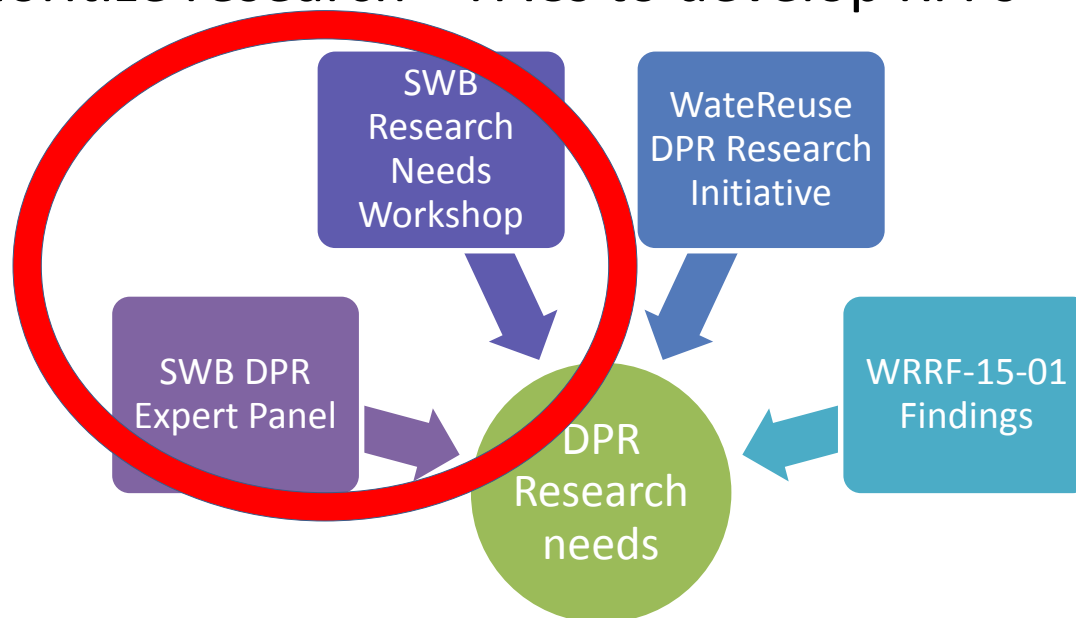 SWB
Research
Needs
Workshop
WateReuse
DPR Research
Initiative
SWB DPR
Expert Panel
WRRF-15-01
Findings
DPR
Research
needs